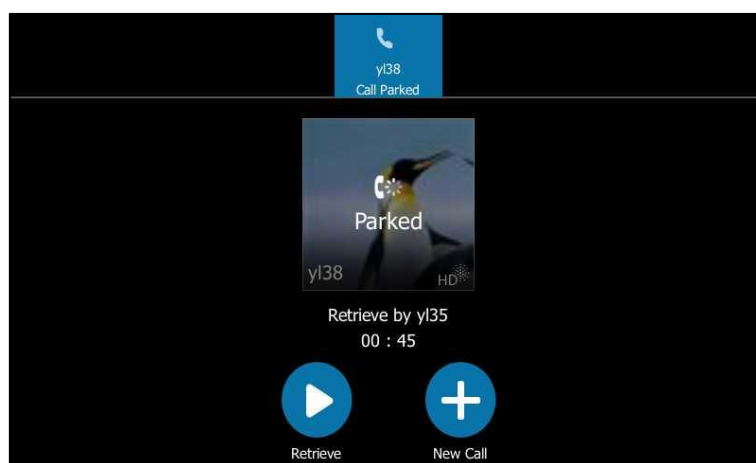 yl38
Call Parked
Parked
yl38 HD
Retrieve by yl35
00 : 45
Retrieve New Call